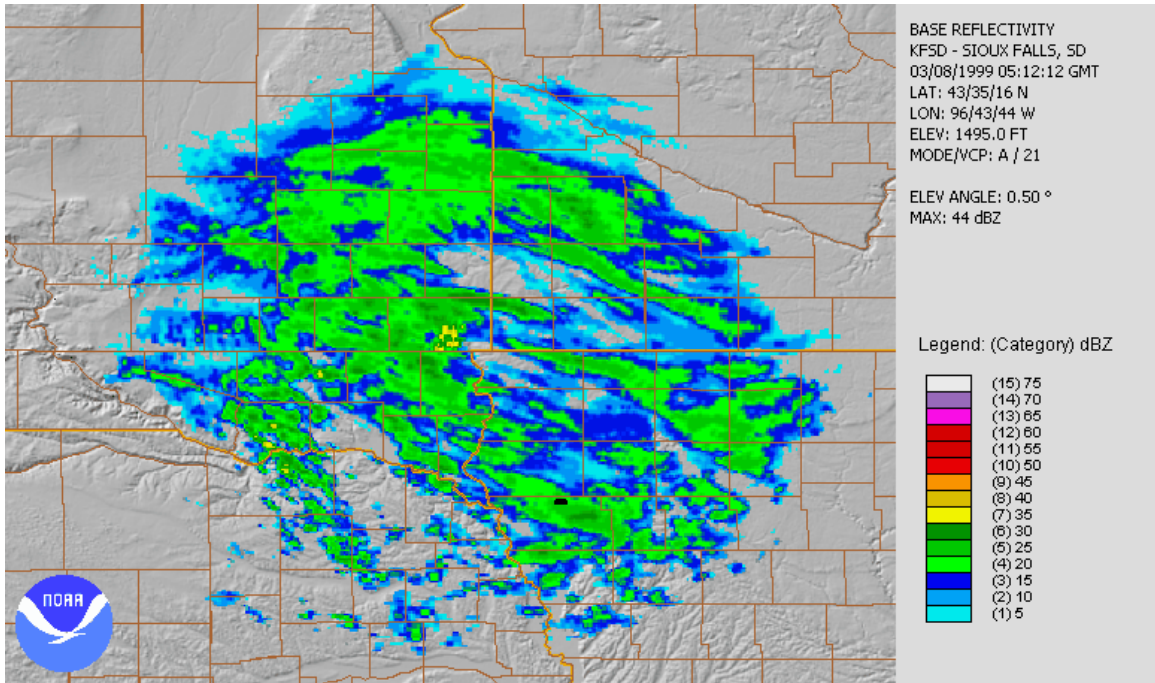 BASE REFLECTIVITY
KFSD - SIOUX FALLS, SD
03/08/1999 05:12:12 GMT
LAT: 43/35/16 N
LON: 96/43/44 W
ELEV: 1495.0 FT
MODE/VCP: A / 21
ELEV ANGLE: 0.50 °
MAX: 44 dBZ
Legend: (Category) dBZ
(15) 75
(14) 70
(13) 65
(12) 60
(11) 55
(10) 50
(9) 45
(8) 40
(7) 35
(6) 30
(5) 25
(4) 20
(3) 15
(2) 10
(1) 5
NOAA